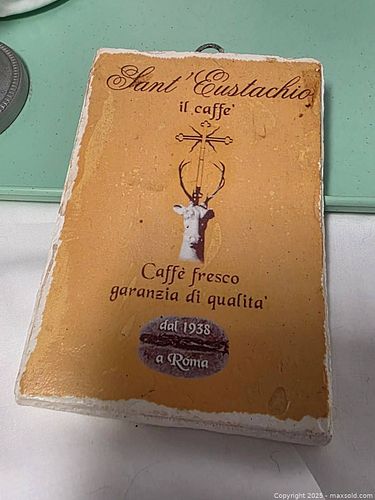 Sant' Eustachio
il caffe'
Caffè fresco
garanzia di qualita'
dal 1938
a Roma
Copyright 2025 - maxsold.com